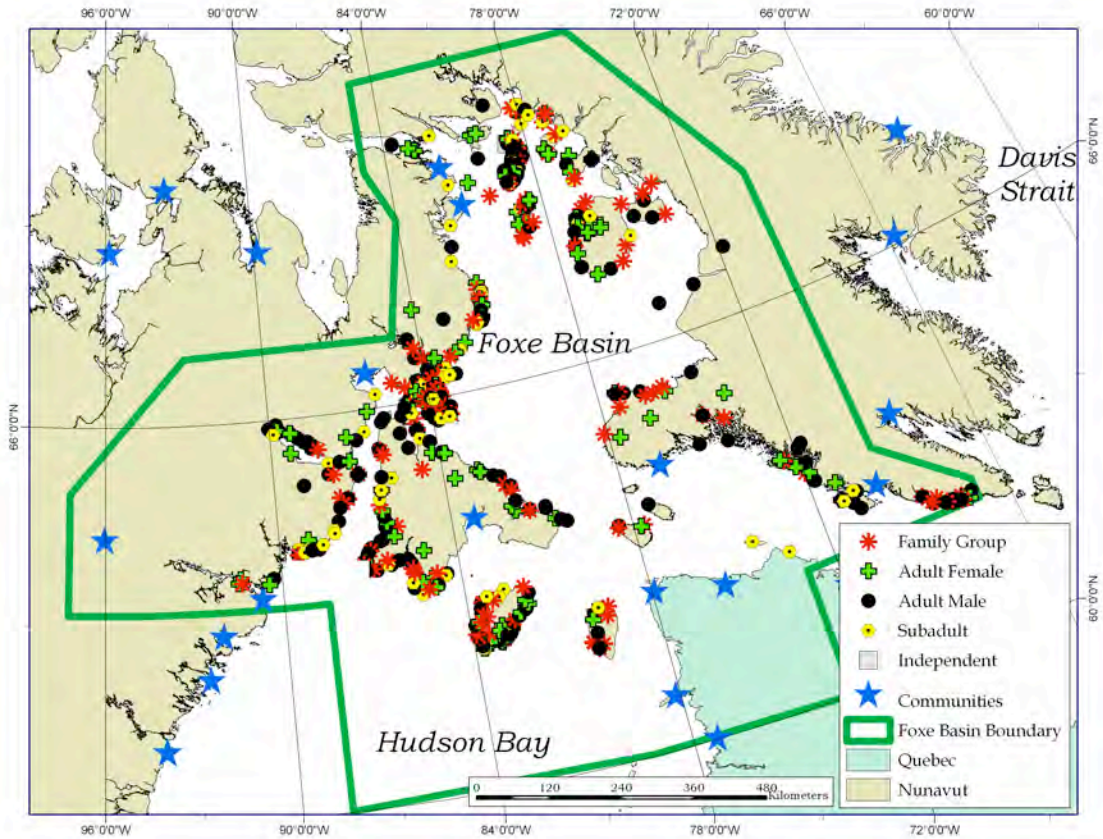 96°0'0"W
90°0'0"W
84°0'0"W
78°0'0"W
72°0'0"W
66°0'0"W
60°0'0"W
66°0'0"N
Davis
Strait
Foxe Basin
66°0'0"N
60°0'0"N
Hudson Bay
Family Group
Adult Female
Adult Male
Subadult
Independent
Communities
Foxe Basin Boundary
Quebec
Nunavut
0 120 240 360 480
Kilometers
96°0'0"W
90°0'0"W
84°0'0"W
78°0'0"W
72°0'0"W